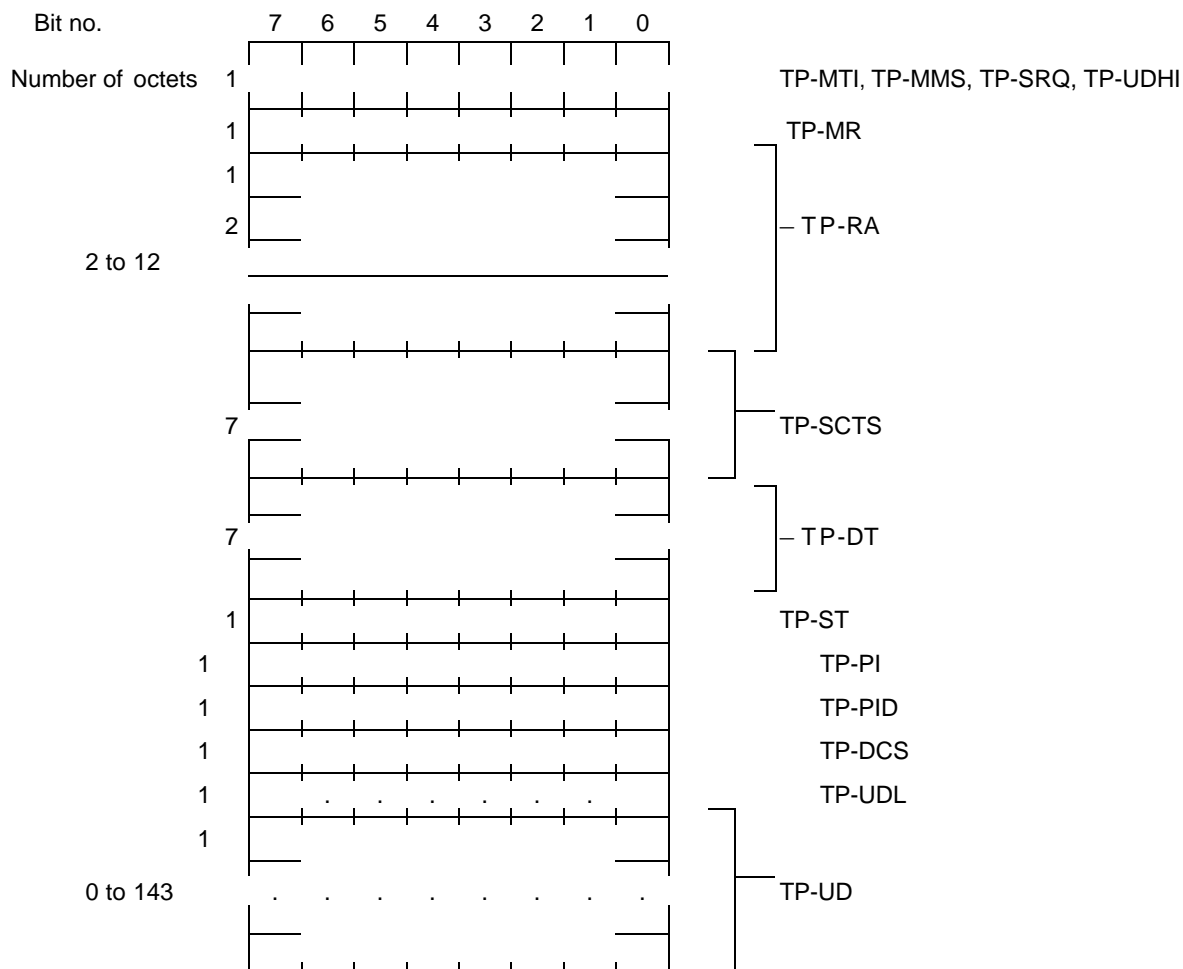 Bit no. 7 6 5 4 3 2 1 0
Number of octets 1 TP-MTI, TP-MMS, TP-SRQ, TP-UDHI
1 TP-MR
1
2 – TP-RA
2 to 12
7 TP-SCTS
7 – TP-DT
1 TP-ST
1 TP-PI
1 TP-PID
1 TP-DCS
1 . . . . . . TP-UDL
1
0 to 143 . . . . . . . . TP-UD